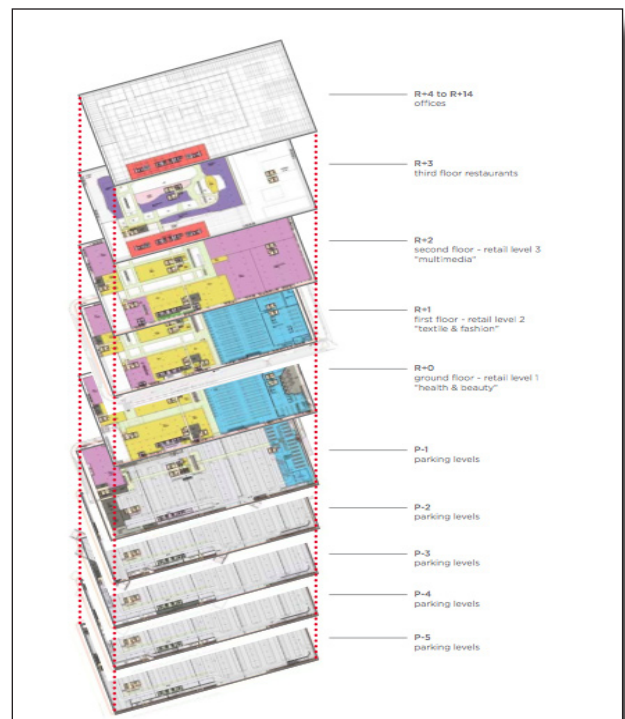 R+4 to R+14
offices
R+3
third floor restaurants
R+2
second floor - retail level 3
"multimedia"
R+1
first floor - retail level 2
"textile & fashion"
R+0
ground floor - retail level 1
"health & beauty"
P-1
parking levels
P-2
parking levels
P-3
parking levels
P-4
parking levels
P-5
parking levels